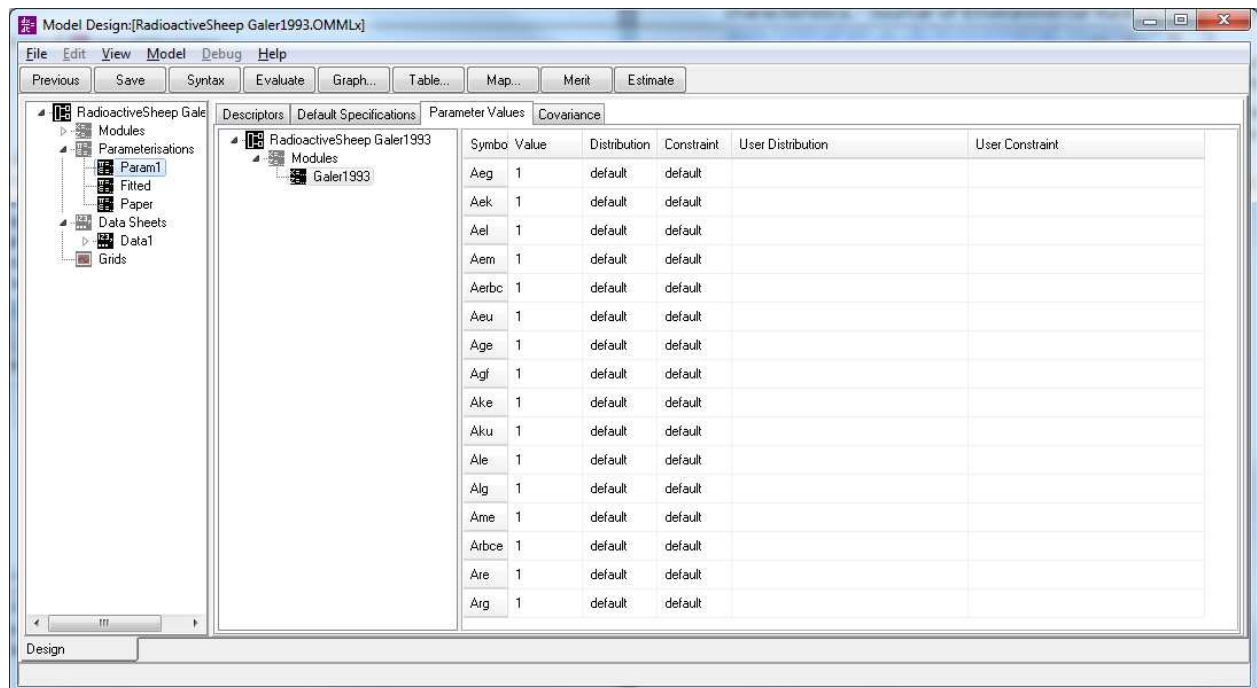 Model Design:[RadioactiveSheep Galer1993.OMMLx]
File Edit View Model Debug Help
Previous Save Syntax Evaluate Graph... Table... Map... Merit Estimate
RadioactiveSheep Gale
Modules
Parameterisations
Param1
Fitted
Paper
Data Sheets
Data1
Grids
Descriptors Default Specifications Parameter Values Covariance
RadioactiveSheep Galer1993
Modules
Galer1993
Symbo Value Distribution Constraint User Distribution User Constraint
Aeg 1 default default
Aek 1 default default
Ael 1 default default
Aem 1 default default
Aerbc 1 default default
Aeu 1 default default
Age 1 default default
Agf 1 default default
Ake 1 default default
Aku 1 default default
Ale 1 default default
Alg 1 default default
Ame 1 default default
Arbce 1 default default
Are 1 default default
Arg 1 default default
Design